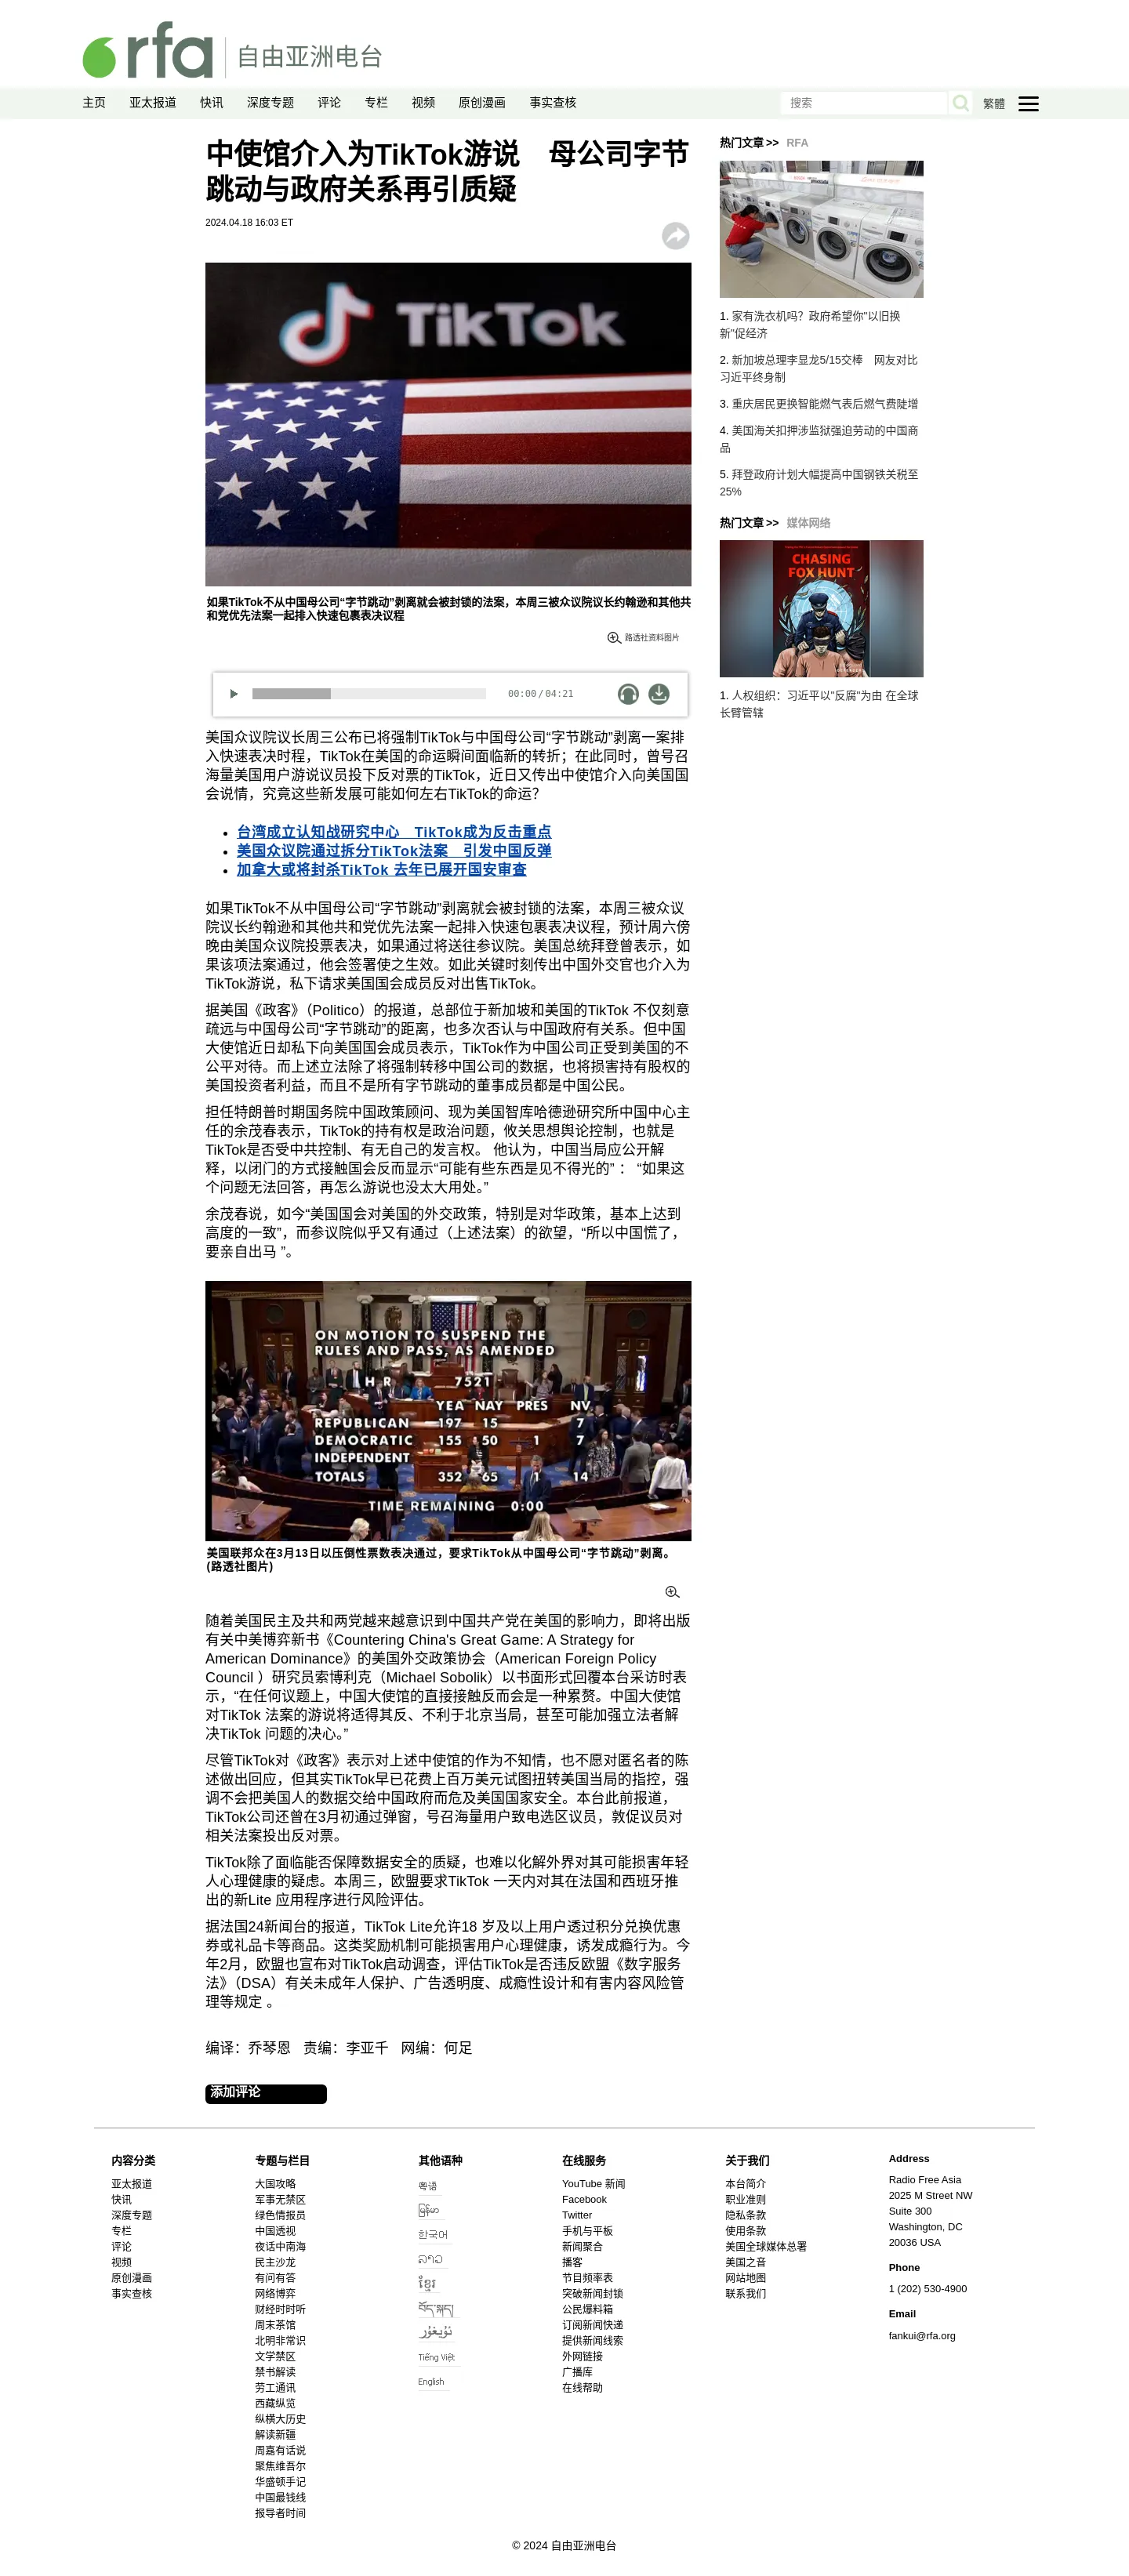 rfa 自由亚洲电台
主页 亚太报道 快讯 深度专题 评论 专栏 视频 原创漫画 事实查核
搜索 繁體
中使馆介入为TikTok游说　母公司字节
跳动与政府关系再引质疑
2024.04.18 16:03 ET
TikTok
如果TikTok不从中国母公司“字节跳动”剥离就会被封锁的法案，本周三被众议院议长约翰逊和其他共
和党优先法案一起排入快速包裹表决议程
路透社资料图片
00:00/04:21
美国众议院议长周三公布已将强制TikTok与中国母公司“字节跳动”剥离一案排
入快速表决时程，TikTok在美国的命运瞬间面临新的转折；在此同时，曾号召
海量美国用户游说议员投下反对票的TikTok，近日又传出中使馆介入向美国国
会说情，究竟这些新发展可能如何左右TikTok的命运？
台湾成立认知战研究中心　TikTok成为反击重点
美国众议院通过拆分TikTok法案　引发中国反弹
加拿大或将封杀TikTok 去年已展开国安审查
如果TikTok不从中国母公司“字节跳动”剥离就会被封锁的法案，本周三被众议
院议长约翰逊和其他共和党优先法案一起排入快速包裹表决议程，预计周六傍
晚由美国众议院投票表决，如果通过将送往参议院。美国总统拜登曾表示，如
果该项法案通过，他会签署使之生效。如此关键时刻传出中国外交官也介入为
TikTok游说，私下请求美国国会成员反对出售TikTok。
据美国《政客》（Politico）的报道，总部位于新加坡和美国的TikTok 不仅刻意
疏远与中国母公司“字节跳动”的距离，也多次否认与中国政府有关系。但中国
大使馆近日却私下向美国国会成员表示，TikTok作为中国公司正受到美国的不
公平对待。而上述立法除了将强制转移中国公司的数据，也将损害持有股权的
美国投资者利益，而且不是所有字节跳动的董事成员都是中国公民。
担任特朗普时期国务院中国政策顾问、现为美国智库哈德逊研究所中国中心主
任的余茂春表示，TikTok的持有权是政治问题，攸关思想舆论控制，也就是
TikTok是否受中共控制、有无自己的发言权。 他认为，中国当局应公开解
释，以闭门的方式接触国会反而显示“可能有些东西是见不得光的”： “如果这
个问题无法回答，再怎么游说也没太大用处。”
余茂春说，如今“美国国会对美国的外交政策，特别是对华政策，基本上达到
高度的一致”，而参议院似乎又有通过（上述法案）的欲望，“所以中国慌了，
要亲自出马 ”。
ON MOTION TO SUSPEND THE
RULES AND PASS, AS AMENDED
H R 7521
YEA NAY PRES NV
REPUBLICAN 197 15 7
DEMOCRATIC 155 50 1 7
INDEPENDENT
TOTALS 352 65 1 14
TIME REMAINING 0:00
美国联邦众在3月13日以压倒性票数表决通过，要求TikTok从中国母公司“字节跳动”剥离。
(路透社图片)
随着美国民主及共和两党越来越意识到中国共产党在美国的影响力，即将出版
有关中美博弈新书《Countering China's Great Game: A Strategy for
American Dominance》的美国外交政策协会（American Foreign Policy
Council ）研究员索博利克（Michael Sobolik）以书面形式回覆本台采访时表
示，“在任何议题上，中国大使馆的直接接触反而会是一种累赘。中国大使馆
对TikTok 法案的游说将适得其反、不利于北京当局，甚至可能加强立法者解
决TikTok 问题的决心。”
尽管TikTok对《政客》表示对上述中使馆的作为不知情，也不愿对匿名者的陈
述做出回应，但其实TikTok早已花费上百万美元试图扭转美国当局的指控，强
调不会把美国人的数据交给中国政府而危及美国国家安全。本台此前报道，
TikTok公司还曾在3月初通过弹窗，号召海量用户致电选区议员，敦促议员对
相关法案投出反对票。
TikTok除了面临能否保障数据安全的质疑，也难以化解外界对其可能损害年轻
人心理健康的疑虑。本周三，欧盟要求TikTok 一天内对其在法国和西班牙推
出的新Lite 应用程序进行风险评估。
据法国24新闻台的报道，TikTok Lite允许18 岁及以上用户透过积分兑换优惠
券或礼品卡等商品。这类奖励机制可能损害用户心理健康，诱发成瘾行为。今
年2月，欧盟也宣布对TikTok启动调查，评估TikTok是否违反欧盟《数字服务
法》（DSA）有关未成年人保护、广告透明度、成瘾性设计和有害内容风险管
理等规定 。
编译：乔琴恩 责编：李亚千 网编：何足
添加评论
热门文章 >> RFA
1. 家有洗衣机吗？政府希望你“以旧换
新”促经济
2. 新加坡总理李显龙5/15交棒　网友对比
习近平终身制
3. 重庆居民更换智能燃气表后燃气费陡增
4. 美国海关扣押涉监狱强迫劳动的中国商
品
5. 拜登政府计划大幅提高中国钢铁关税至
25%
热门文章 >> 媒体网络
CHASING
FOX HUNT
1. 人权组织：习近平以“反腐”为由 在全球
长臂管辖
内容分类
亚太报道
快讯
深度专题
专栏
评论
视频
原创漫画
事实查核
专题与栏目
大国攻略
军事无禁区
绿色情报员
中国透视
夜话中南海
民主沙龙
有问有答
网络博弈
财经时时听
周末茶馆
北明非常识
文学禁区
禁书解读
劳工通讯
西藏纵览
纵横大历史
解读新疆
周嘉有话说
聚焦维吾尔
华盛顿手记
中国最钱线
报导者时间
其他语种
粤语
မြန်မာ
한국어
ລາວ
ខ្មែរ
བོད་སྐད།
ئۇيغۇر
Tiếng Việt
English
在线服务
YouTube 新闻
Facebook
Twitter
手机与平板
新闻聚合
播客
节目频率表
突破新闻封锁
公民爆料箱
订阅新闻快递
提供新闻线索
外网链接
广播库
在线帮助
关于我们
本台简介
职业准则
隐私条款
使用条款
美国全球媒体总署
美国之音
网站地图
联系我们
Address
Radio Free Asia
2025 M Street NW
Suite 300
Washington, DC
20036 USA
Phone
1 (202) 530-4900
Email
fankui@rfa.org
© 2024 自由亚洲电台